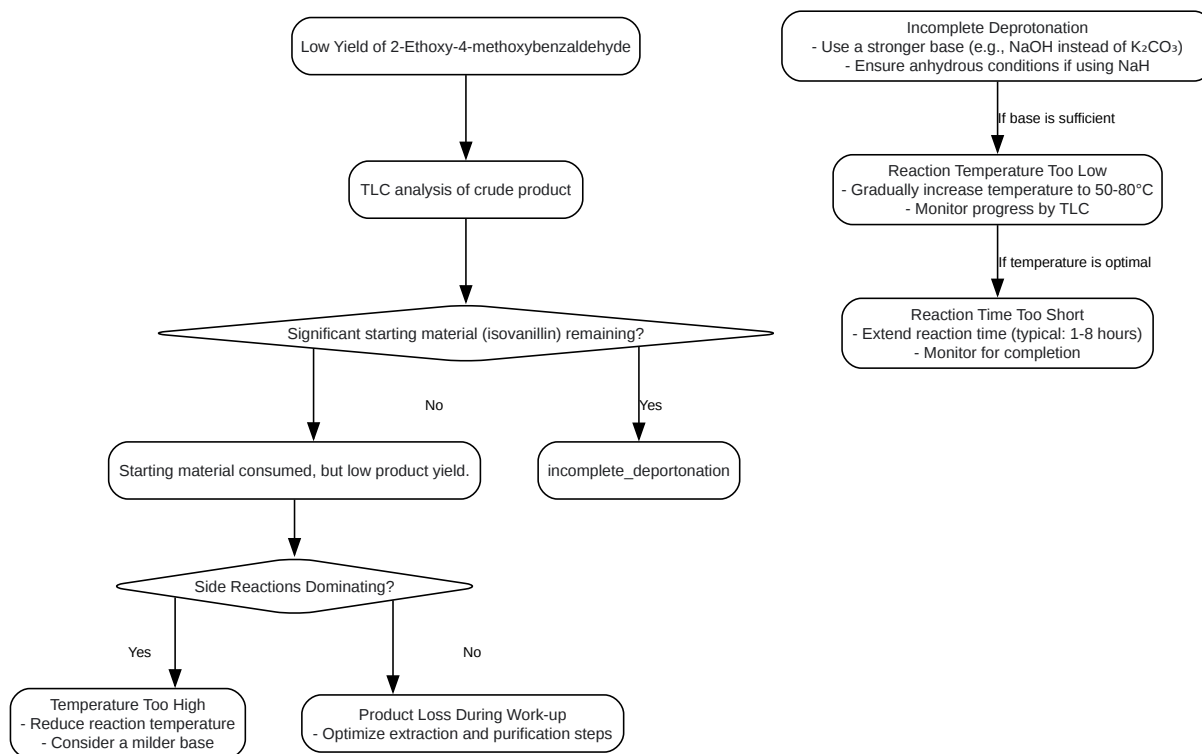 Low Yield of 2-Ethoxy-4-methoxybenzaldehyde
TLC analysis of crude product
Significant starting material (isovanillin) remaining?
No
Yes
Starting material consumed, but low product yield.
incomplete_deportonation
Side Reactions Dominating?
Yes
No
Temperature Too High
- Reduce reaction temperature
- Consider a milder base
Product Loss During Work-up
- Optimize extraction and purification steps
Incomplete Deprotonation
- Use a stronger base (e.g., NaOH instead of K₂CO₃)
- Ensure anhydrous conditions if using NaH
If base is sufficient
Reaction Temperature Too Low
- Gradually increase temperature to 50-80°C
- Monitor progress by TLC
If temperature is optimal
Reaction Time Too Short
- Extend reaction time (typical: 1-8 hours)
- Monitor for completion